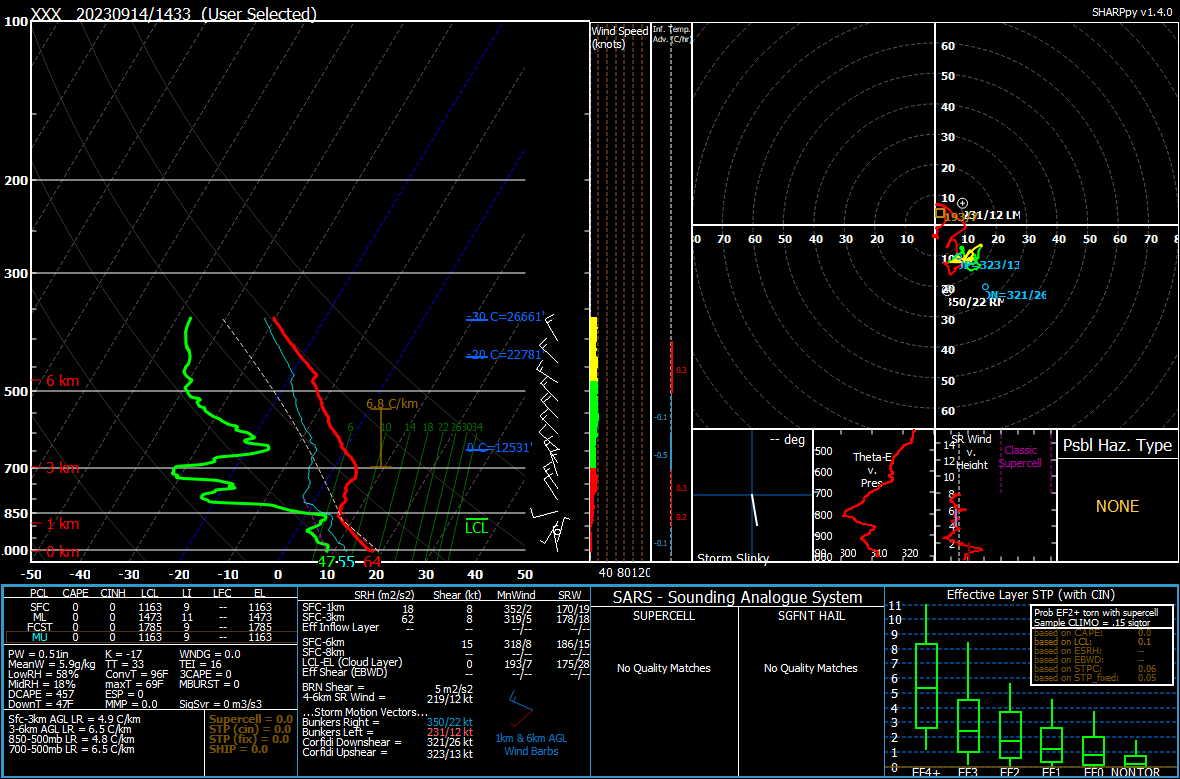 XXX 20230914/1433 (User Selected)
SHARPpy v1.4.0
Wind Speed
(knots)
Inf. Temp.
Adv. (C/hr)
100
200
300
500
700
850
1000
6 km
3 km
1 km
0 km
-30 C=26661'
-20 C=22781'
0 C=12531'
6.8 C/km
6 10 14 18 22 26 30 34
LCL
47 55 64
-50 -40 -30 -20 -10 0 10 20 30 40 50
40 80120
0.3
-0.1
-0.5
0.3
0.2
-0.1
60
50
40
30
20
10
231/12 LM
70 60 50 40 30 20 10 10 20 30 40 50 60 70
10
20
30
40
50
60
UP=323/13
DN=321/26
350/22 RM
-- deg
Storm Slinky
Theta-E
v.
Pres
500
600
700
800
900
300 310 320
SR Wind
v.
Height
14
12
10
8
6
4
2
Classic
Supercell
Psbl Haz. Type
NONE
PCL CAPE CINH LCL LI LFC EL
SFC 0 0 1163 9 -- 1163
ML 0 0 1473 11 -- 1473
FCST 0 0 1785 9 -- 1785
MU 0 0 1163 9 -- 1163
PW = 0.51in K = -17 WNDG = 0.0
MeanW = 5.9g/kg TT = 33 TEI = 16
LowRH = 58% ConvT = 96F 3CAPE = 0
MidRH = 18% maxT = 69F MBURST = 0
DCAPE = 457 ESP = 0
DownT = 47F MMP = 0.0 SigSvr = 0 m3/s3
Sfc-3km AGL LR = 4.9 C/km
3-6km AGL LR = 6.5 C/km
850-500mb LR = 4.8 C/km
700-500mb LR = 6.5 C/km
Supercell = 0.0
STP (cin) = 0.0
STP (fix) = 0.0
SHIP = 0.0
SRH (m2/s2) Shear (kt) MnWind SRW
SFC-1km 18 8 352/2 170/19
SFC-3km 62 8 319/5 178/18
Eff Inflow Layer -- --/-- --/--
SFC-6km 15 318/8 186/15
SFC-8km -- --/-- --/--
LCL-EL (Cloud Layer) 0 193/7 175/28
Eff Shear (EBWD) -- --/-- --/--
BRN Shear = 5 m2/s2
4-6km SR Wind = 219/12 kt
...Storm Motion Vectors...
Bunkers Right = 350/22 kt
Bunkers Left = 231/12 kt
Corfidi Downshear = 321/26 kt
Corfidi Upshear = 323/13 kt
1km & 6km AGL
Wind Barbs
SARS - Sounding Analogue System
SUPERCELL
SGFNT HAIL
No Quality Matches
No Quality Matches
Effective Layer STP (with CIN)
11
10
9
8
7
6
5
4
3
2
1
0
EF4+ EF3 EF2 EF1 EF0 NONTOR
Prob EF2+ torn with supercell
Sample CLIMO = .15 sigtor
based on CAPE: 0.0
based on LCL: 0.1
based on ESRH: --
based on EBWD: --
based on STPC: 0.06
based on STP_fixed: 0.05